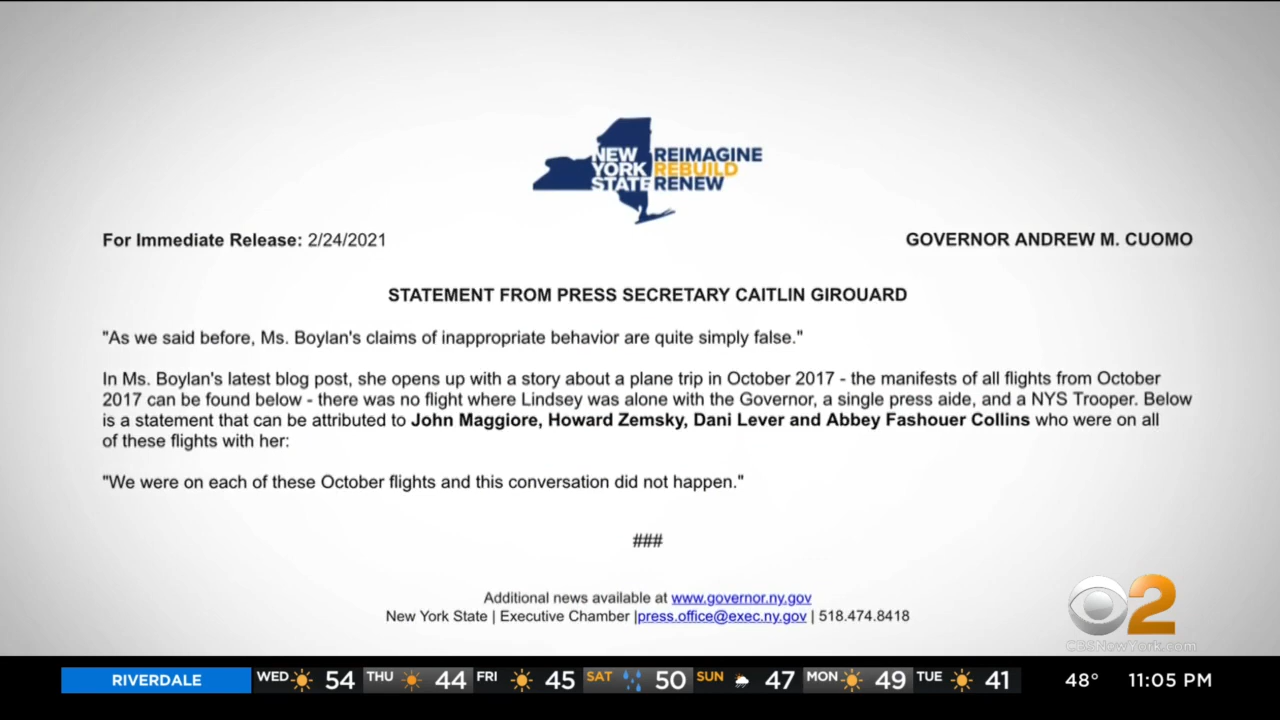 NEW YORK STATE
REIMAGINE
REBUILD
RENEW
For Immediate Release: 2/24/2021
GOVERNOR ANDREW M. CUOMO
STATEMENT FROM PRESS SECRETARY CAITLIN GIROUARD
"As we said before, Ms. Boylan's claims of inappropriate behavior are quite simply false."
In Ms. Boylan's latest blog post, she opens up with a story about a plane trip in October 2017 - the manifests of all flights from October
2017 can be found below - there was no flight where Lindsey was alone with the Governor, a single press aide, and a NYS Trooper. Below
is a statement that can be attributed to John Maggiore, Howard Zemsky, Dani Lever and Abbey Fashouer Collins who were on all
of these flights with her:
"We were on each of these October flights and this conversation did not happen."
###
Additional news available at www.governor.ny.gov
New York State | Executive Chamber |press.office@exec.ny.gov | 518.474.8418
2
CBSNewYork.com
RIVERDALE WED 54 THU 44 FRI 45 SAT 50 SUN 47 MON 49 TUE 41 48° 11:05 PM